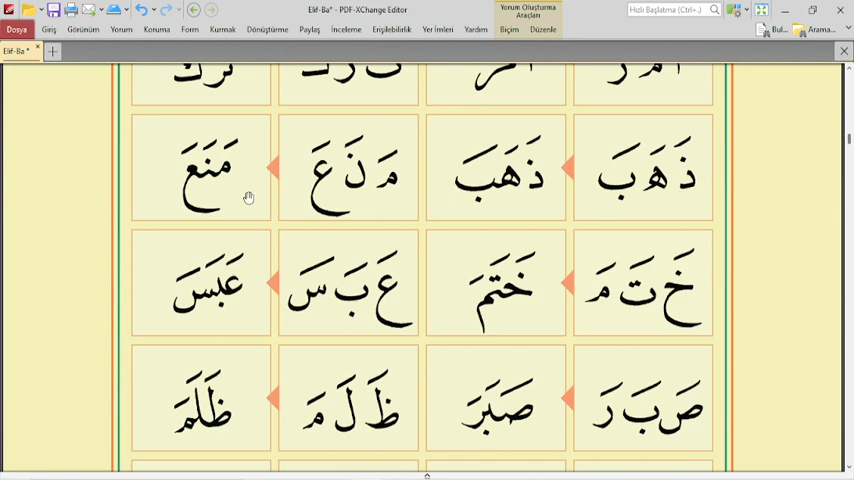 Elif-Ba* - PDF-XChange Editor
Yorum Oluşturma
Araçları
Hızlı Başlatma (Ctrl+.)
Dosya Giriş Görünüm Yorum Koruma Form Kurmak Dönüştürme Paylaş İnceleme Erişilebilirlik Yer İmleri Yardım Biçim Düzenle Bul... Arama...
Elif-Ba *
ذَ هَ بَ ذَهَبَ مَ نَ عَ مَنَعَ
خَ تَ مَ خَتَمَ عَ بَ سَ عَبَسَ
صَ بَ رَ صَبَرَ ظَ لَ مَ ظَلَمَ